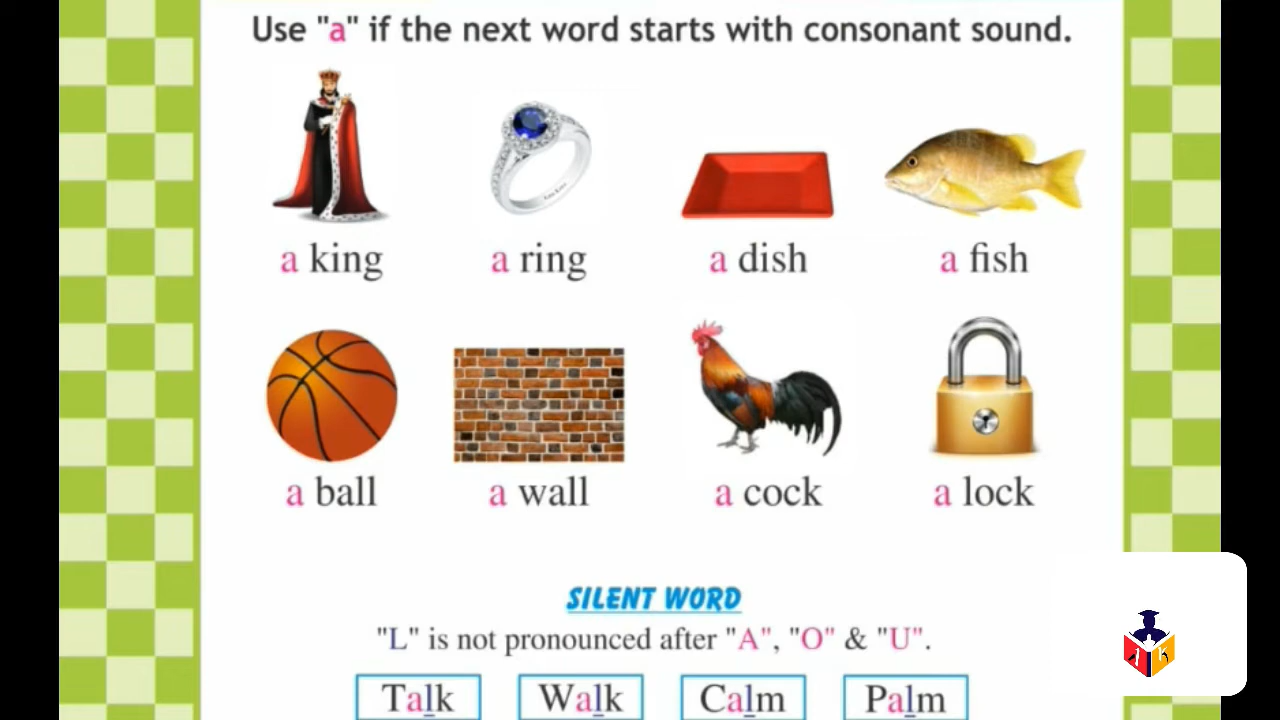 Use "a" if the next word starts with consonant sound.
a king a ring a dish a fish
a ball a wall a cock a lock
SILENT WORD
"L" is not pronounced after "A", "O" & "U".
Talk Walk Calm Palm